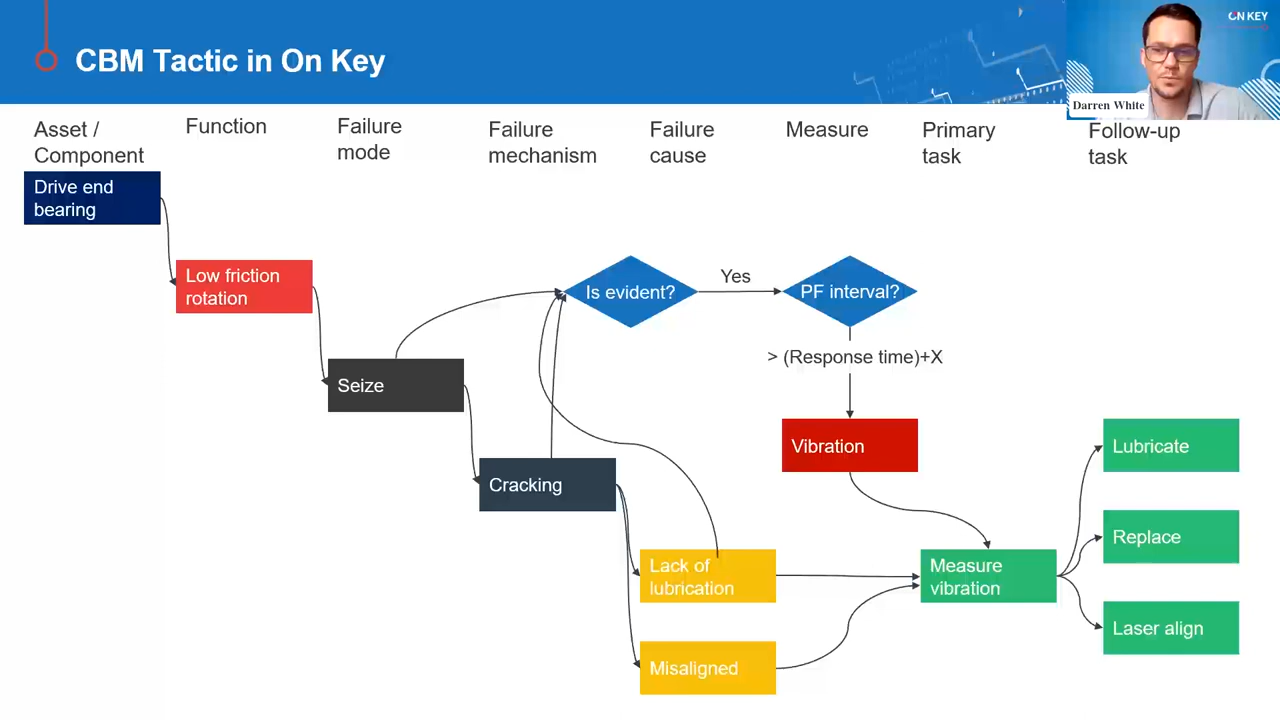 CBM Tactic in On Key
ON KEY
Darren White
Asset /
Component
Function
Failure
mode
Failure
mechanism
Failure
cause
Measure
Primary
task
Follow-up
task
Drive end
bearing
Low friction
rotation
Is evident?
Yes
PF interval?
> (Response time)+X
Seize
Vibration
Lubricate
Cracking
Replace
Lack of
lubrication
Measure
vibration
Laser align
Misaligned